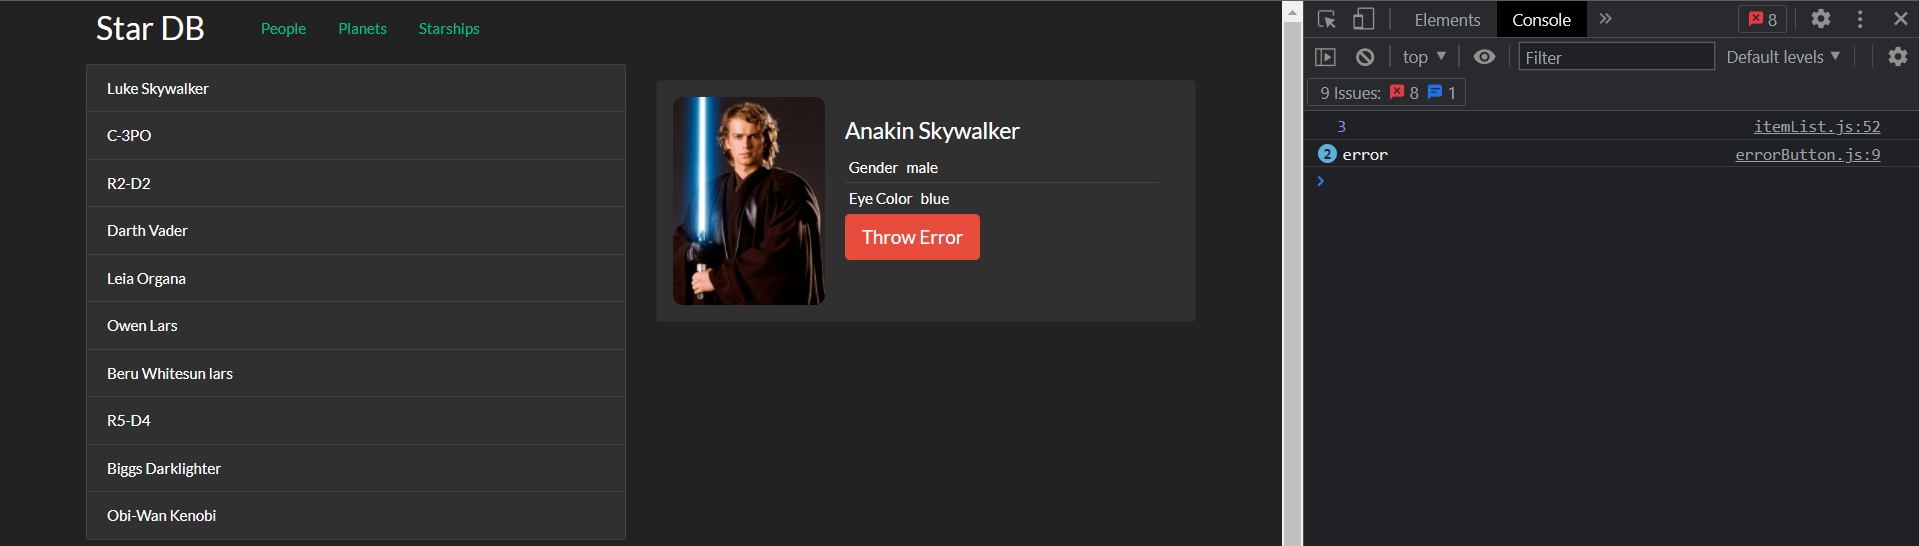 Star DB People Planets Starships
Luke Skywalker
C-3PO
R2-D2
Darth Vader
Leia Organa
Owen Lars
Beru Whitesun lars
R5-D4
Biggs Darklighter
Obi-Wan Kenobi
Anakin Skywalker
Gender male
Eye Color blue
Throw Error
Elements Console 8
top Filter Default levels
9 Issues: 8 1
3 itemList.js:52
2 error errorButton.js:9